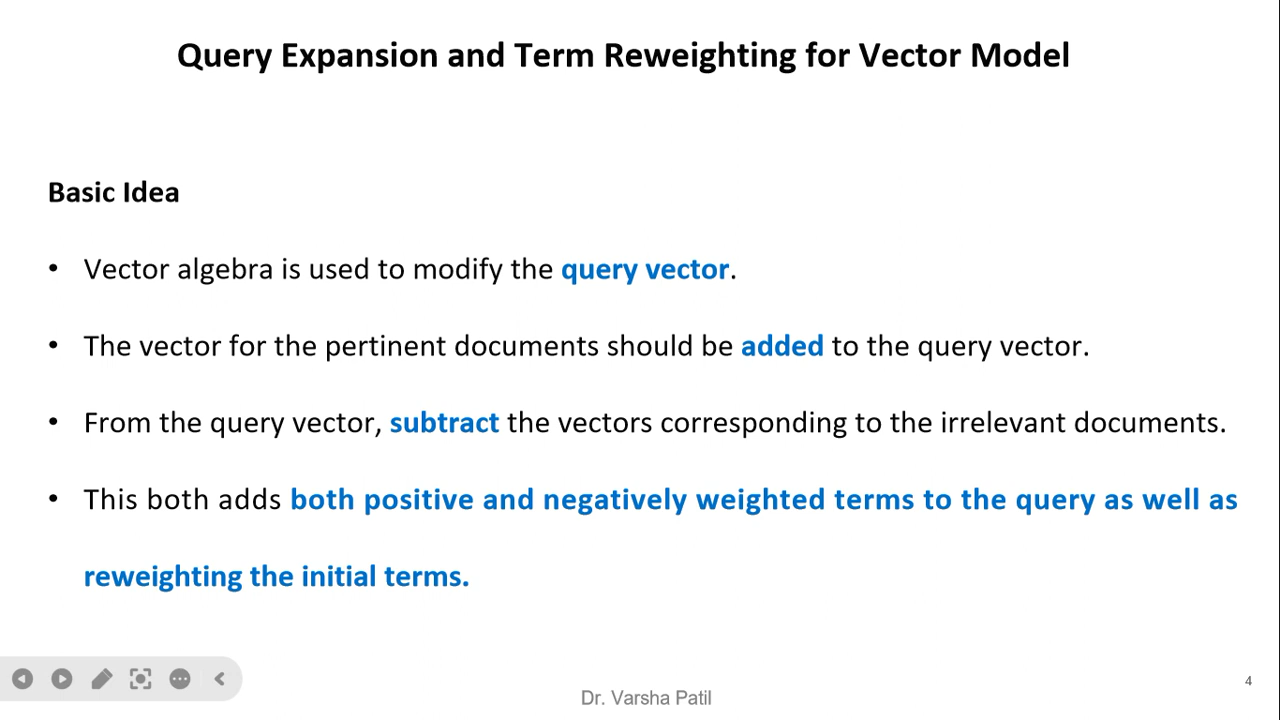 Query Expansion and Term Reweighting for Vector Model
Basic Idea
• Vector algebra is used to modify the query vector.
• The vector for the pertinent documents should be added to the query vector.
• From the query vector, subtract the vectors corresponding to the irrelevant documents.
• This both adds both positive and negatively weighted terms to the query as well as
reweighting the initial terms.
Dr. Varsha Patil
4